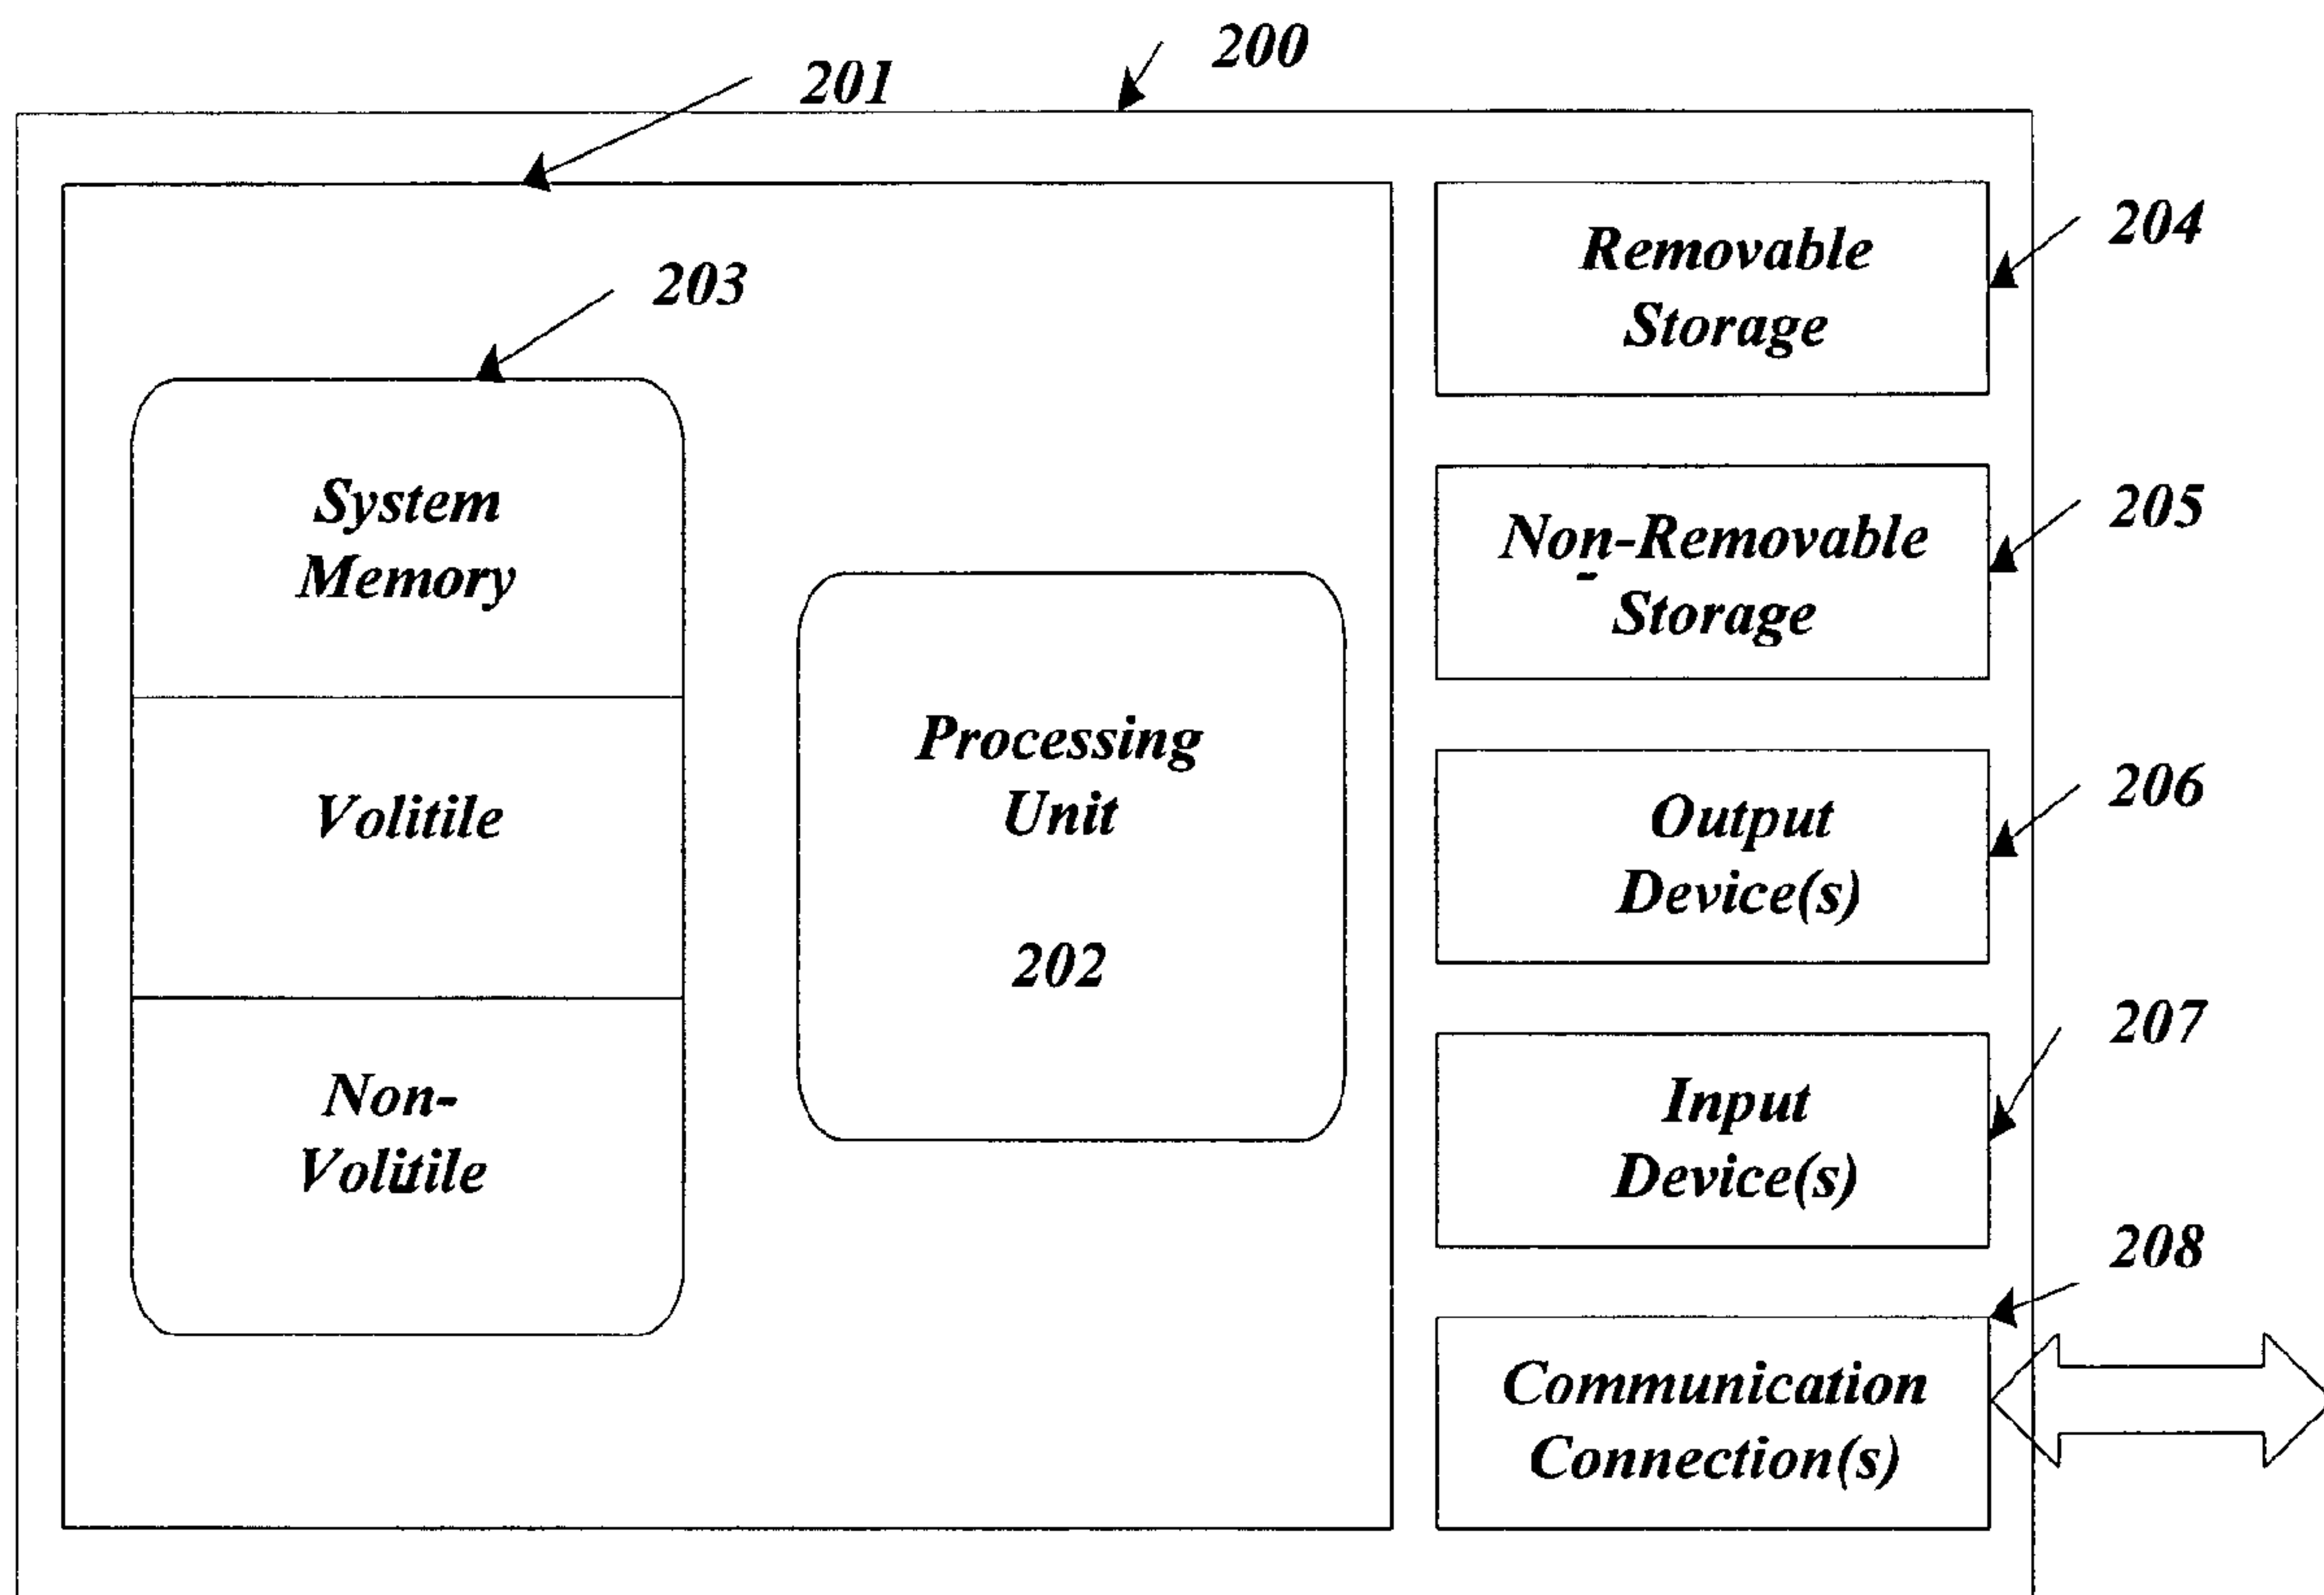 200
201
203
System
Memory
Volitile
Non-
Volitile
Processing
Unit
202
Removable
Storage
204
Non-Removable
Storage
205
Output
Device(s)
206
Input
Device(s)
207
Communication
Connection(s)
208